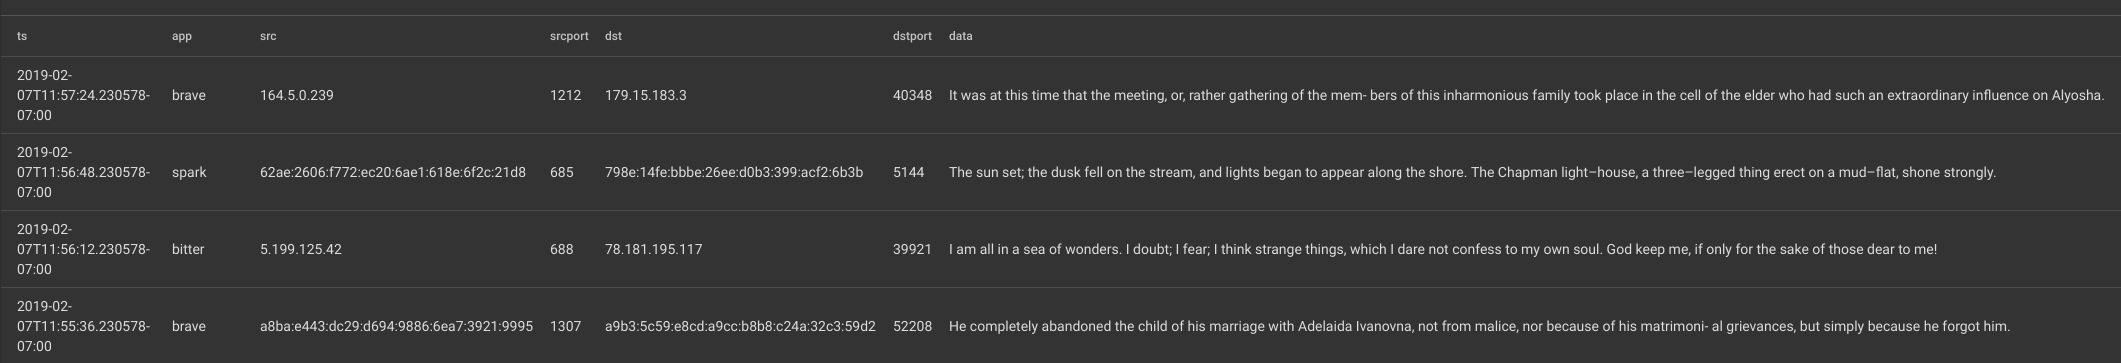 ts app src srcport dst dstport data
2019-02-
07T11:57:24.230578- brave 164.5.0.239 1212 179.15.183.3 40348 It was at this time that the meeting, or, rather gathering of the mem- bers of this inharmonious family took place in the cell of the elder who had such an extraordinary influence on Alyosha.
07:00
2019-02-
07T11:56:48.230578- spark 62ae:2606:f772:ec20:6ae1:618e:6f2c:21d8 685 798e:14fe:bbbe:26ee:d0b3:399:acf2:6b3b 5144 The sun set; the dusk fell on the stream, and lights began to appear along the shore. The Chapman light–house, a three–legged thing erect on a mud–flat, shone strongly.
07:00
2019-02-
07T11:56:12.230578- bitter 5.199.125.42 688 78.181.195.117 39921 I am all in a sea of wonders. I doubt; I fear; I think strange things, which I dare not confess to my own soul. God keep me, if only for the sake of those dear to me!
07:00
2019-02-
07T11:55:36.230578- brave a8ba:e443:dc29:d694:9886:6ea7:3921:9995 1307 a9b3:5c59:e8cd:a9cc:b8b8:c24a:32c3:59d2 52208 He completely abandoned the child of his marriage with Adelaida Ivanovna, not from malice, nor because of his matrimoni- al grievances, but simply because he forgot him.
07:00